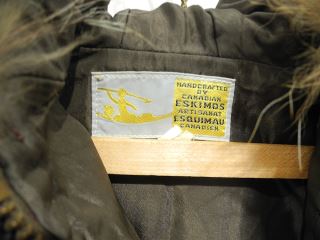 HANDCRAFTED
BY
CANADIAN
ESKIMOS
ARTISANAT
ESQUIMAU
CANADIEN